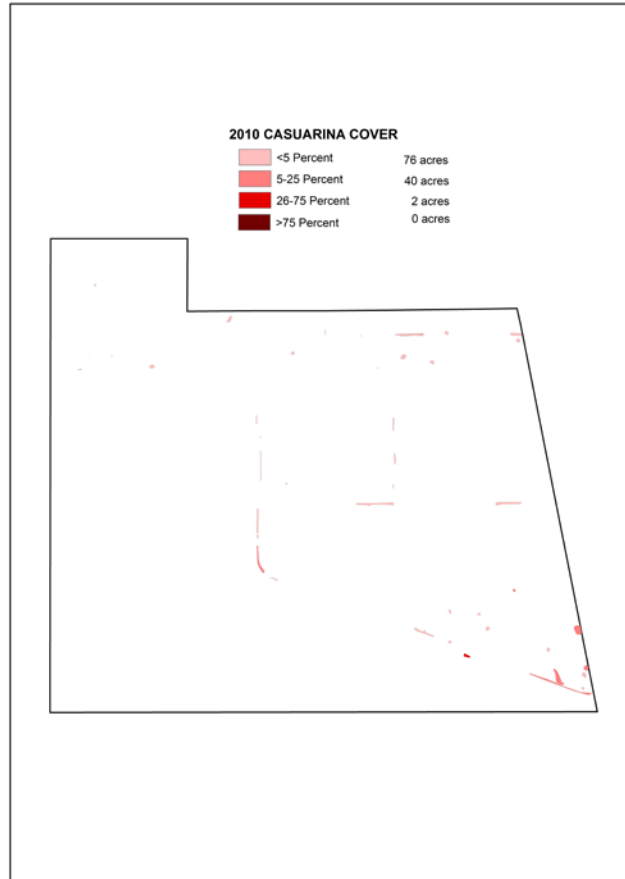 2010 CASUARINA COVER
<5 Percent 76 acres
5-25 Percent 40 acres
26-75 Percent 2 acres
>75 Percent 0 acres